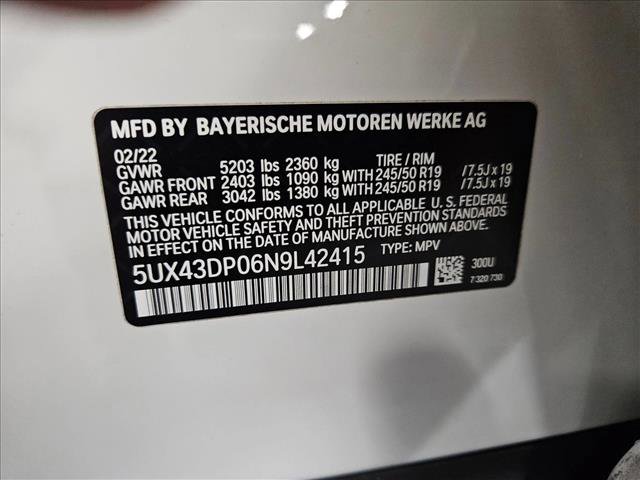 MFD BY BAYERISCHE MOTOREN WERKE AG
02/22
GVWR 5203 lbs 2360 kg TIRE / RIM
GAWR FRONT 2403 lbs 1090 kg WITH 245/50 R19 /7.5J x 19
GAWR REAR 3042 lbs 1380 kg WITH 245/50 R19 /7.5J x 19
THIS VEHICLE CONFORMS TO ALL APPLICABLE U. S. FEDERAL
MOTOR VEHICLE SAFETY AND THEFT PREVENTION STANDARDS
IN EFFECT ON THE DATE OF MANUFACTURE SHOWN ABOVE.
5UX43DP06N9L42415 TYPE: MPV
300U
7 320 730